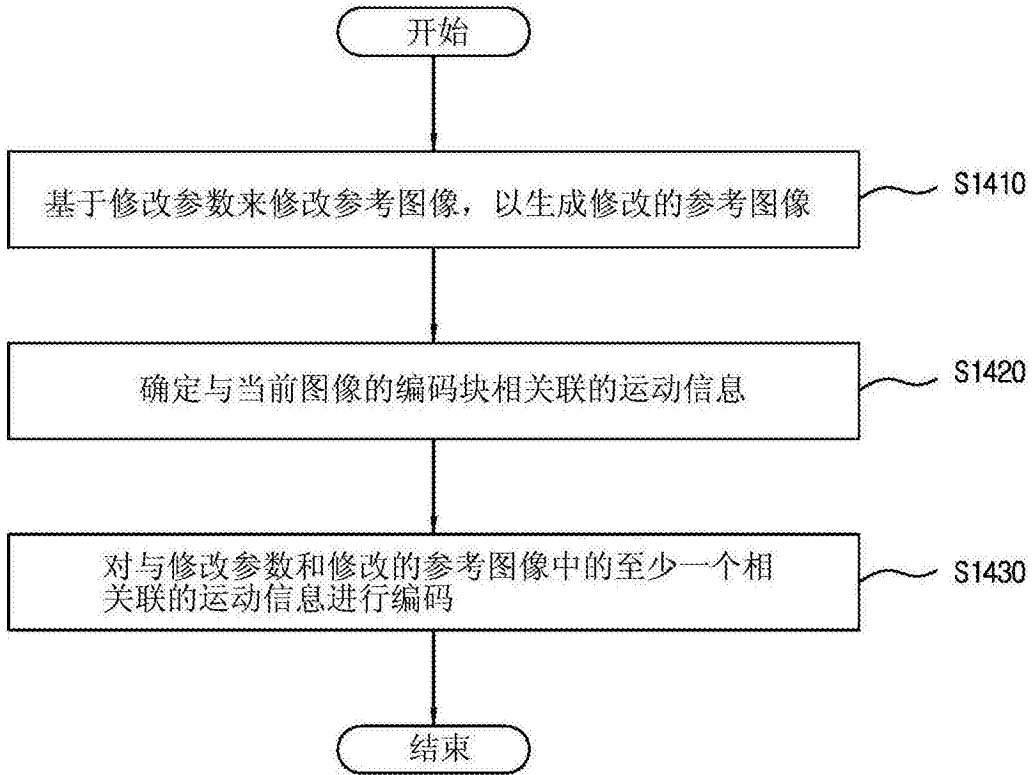 开始
基于修改参数来修改参考图像，以生成修改的参考图像
S1410
确定与当前图像的编码块相关联的运动信息
S1420
对与修改参数和修改的参考图像中的至少一个相
关联的运动信息进行编码
S1430
结束